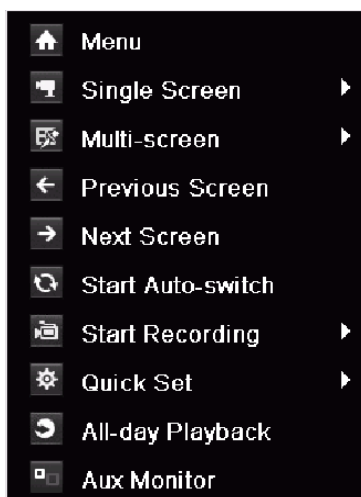 Menu
Single Screen
Multi-screen
Previous Screen
Next Screen
Start Auto-switch
Start Recording
Quick Set
All-day Playback
Aux Monitor